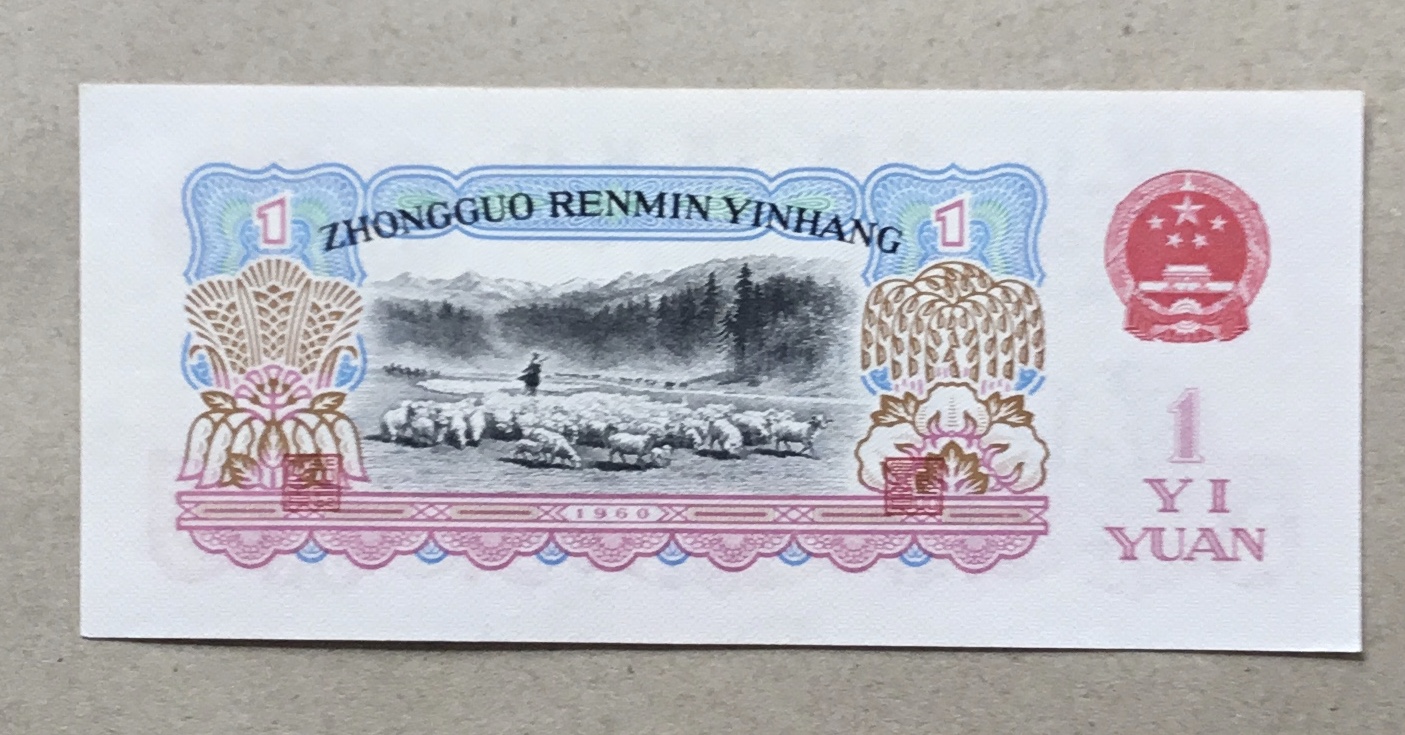 1
ZHONGGUO RENMIN YINHANG
1
1960
1
YI
YUAN